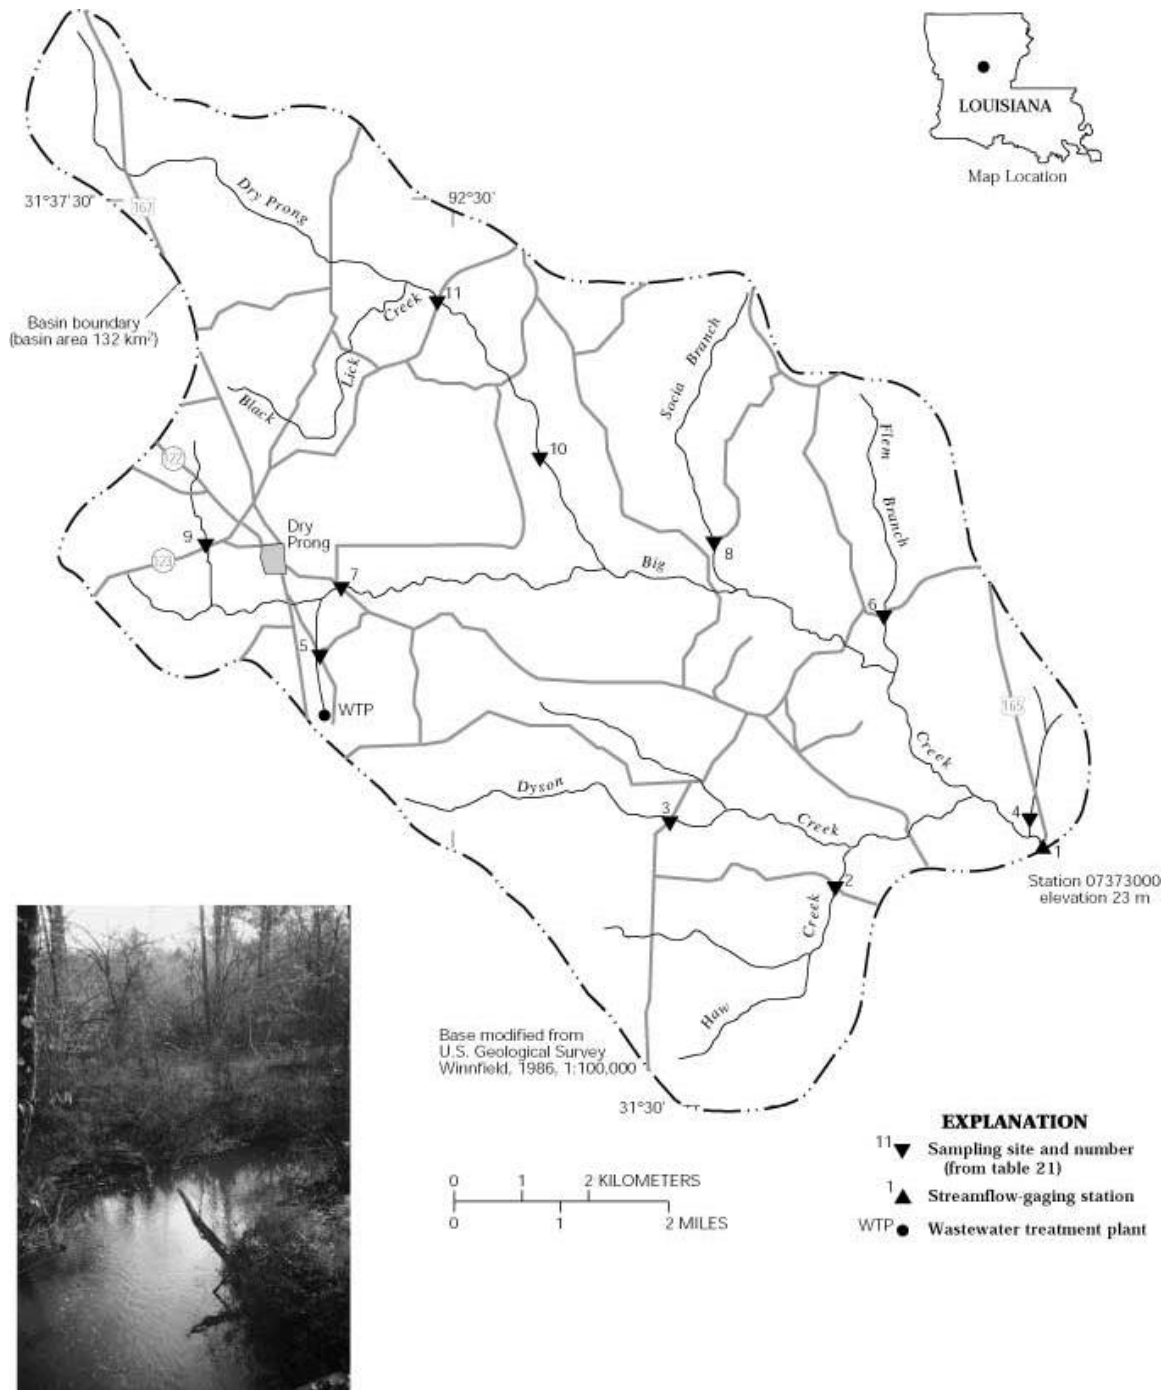 LOUISIANA
Map Location
31°37'30"
167
Dry Prong
92°30'
Basin boundary
(basin area 132 km²)
11
Creek
Lick
Black
Socia Branch
Flem
Branch
122
10
9
Dry
Prong
123
8
Big
7
6
5
WTP
165
Creek
Dyson
3
Creek
4
1
Station 07373000
elevation 23 m
2
Creek
Haw
Base modified from
U.S. Geological Survey
Winnfield, 1986, 1:100,000
31°30'
EXPLANATION
11 Sampling site and number
(from table 21)
1 Streamflow-gaging station
WTP Wastewater treatment plant
0 1 2 KILOMETERS
0 1 2 MILES